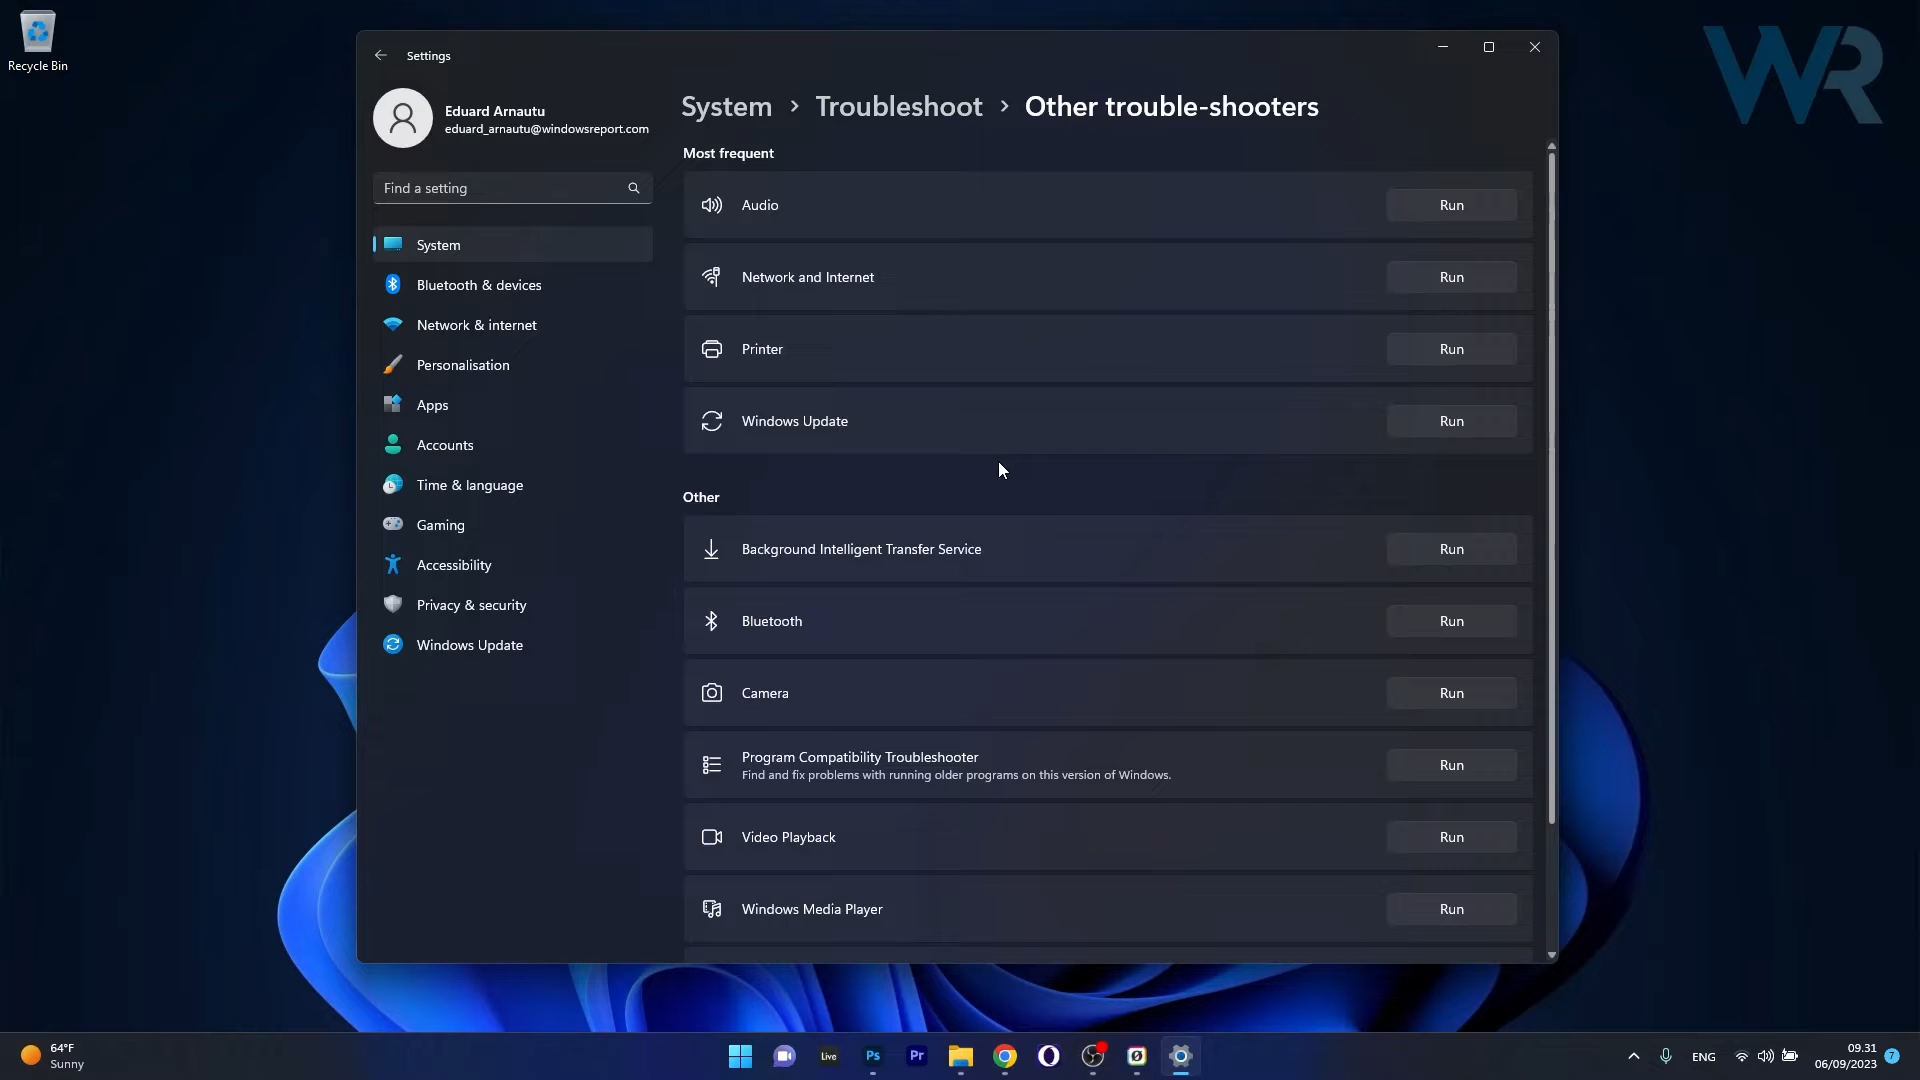 Recycle Bin
WR
Settings
Eduard Arnautu
eduard_arnautu@windowsreport.com
Find a setting
System
Bluetooth & devices
Network & internet
Personalisation
Apps
Accounts
Time & language
Gaming
Accessibility
Privacy & security
Windows Update
System > Troubleshoot > Other trouble-shooters
Most frequent
Audio Run
Network and Internet Run
Printer Run
Windows Update Run
Other
Background Intelligent Transfer Service Run
Bluetooth Run
Camera Run
Program Compatibility Troubleshooter
Find and fix problems with running older programs on this version of Windows.
Run
Video Playback Run
Windows Media Player Run
64°F
Sunny
Live
Ps
Pr
ENG
09.31
06/09/2023
7